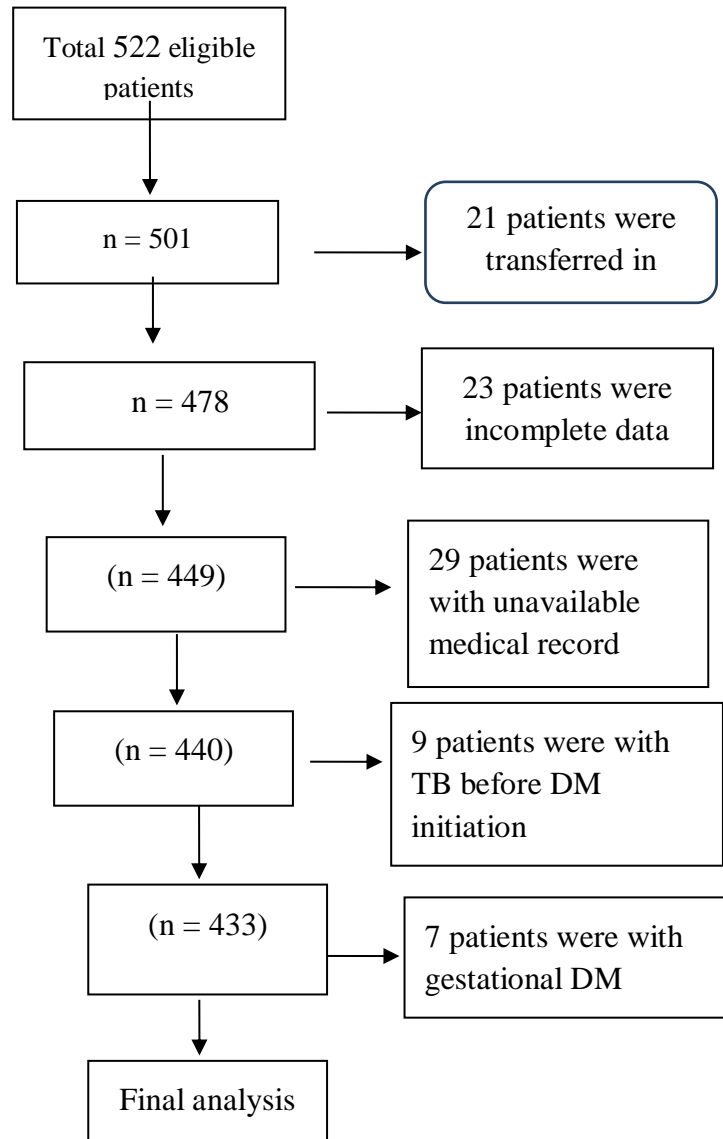 Total 522 eligible
patients
n = 501
21 patients were
transferred in
n = 478
23 patients were
incomplete data
(n = 449)
29 patients were
with unavailable
medical record
(n = 440)
9 patients were with
TB before DM
initiation
(n = 433)
7 patients were with
gestational DM
Final analysis